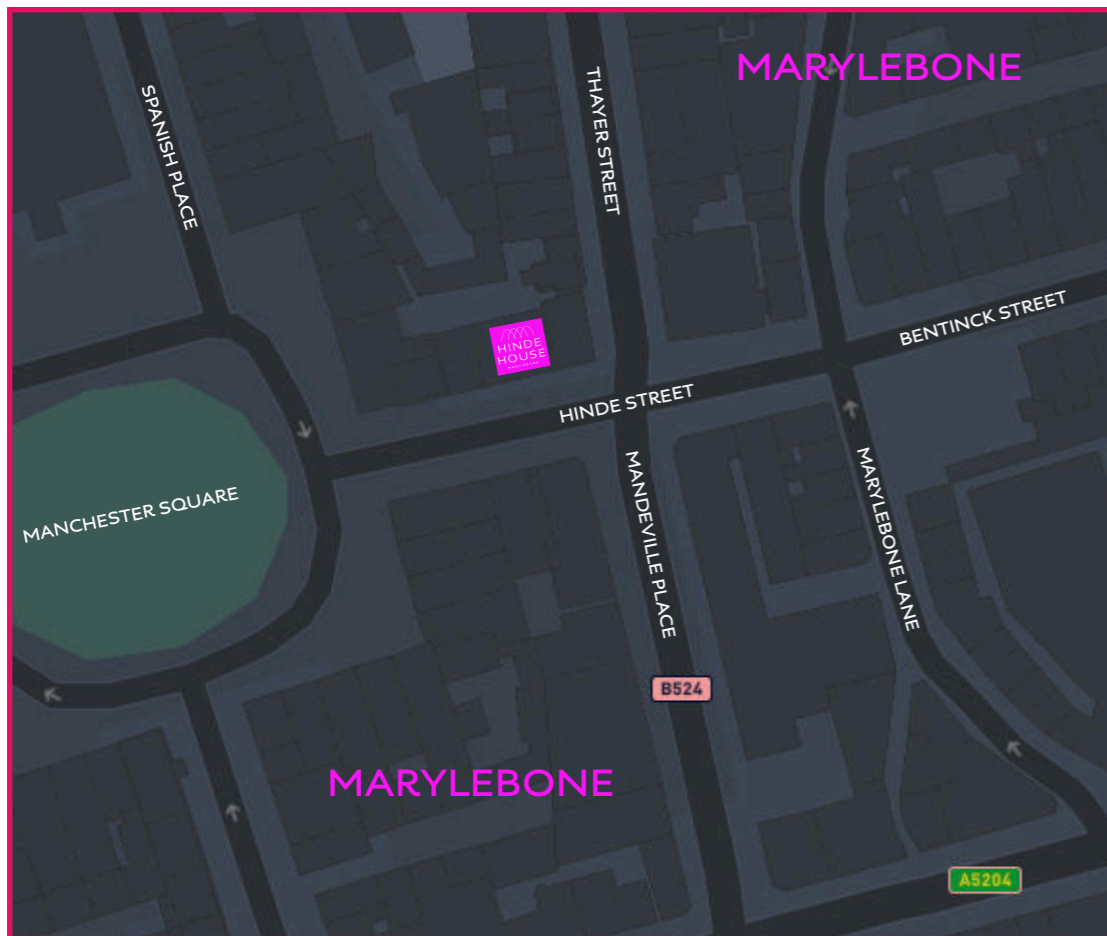 MARYLEBONE
SPANISH PLACE
THAYER STREET
BENTINCK STREET
HINDE
HOUSE
HINDE STREET
MANCHESTER SQUARE
MANDEVILLE PLACE
MARYLEBONE LANE
B524
MARYLEBONE
A5204